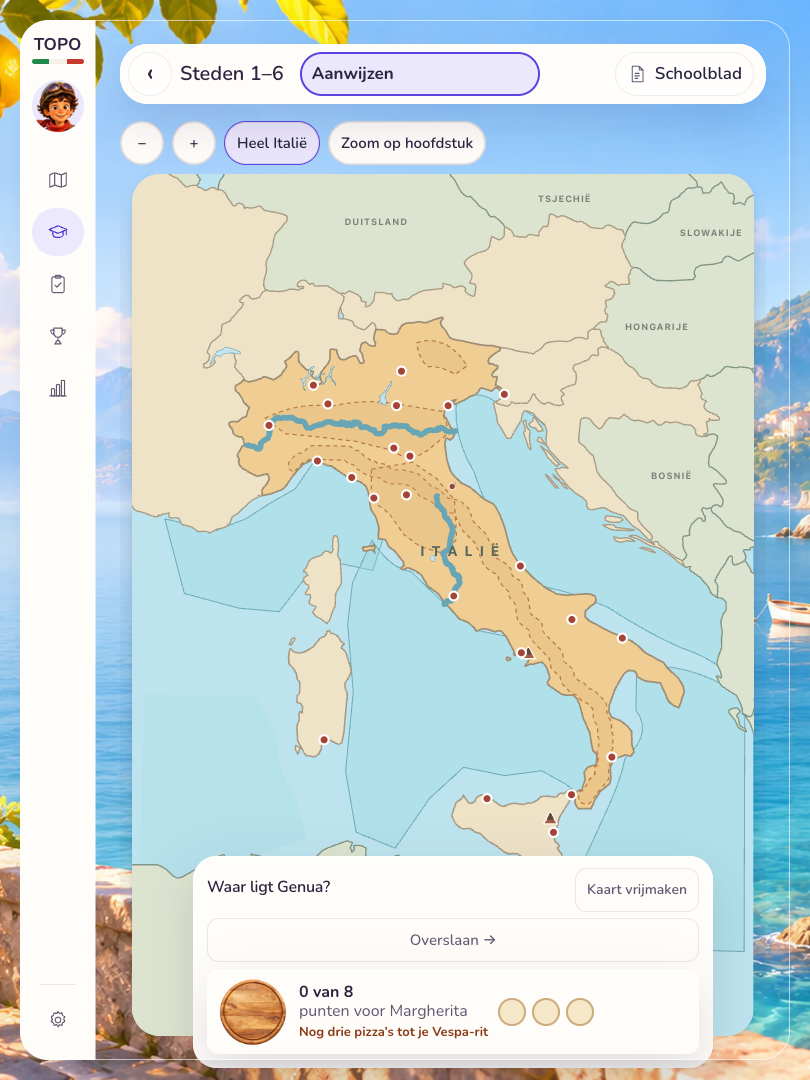 TOPO
‹ Steden 1–6 Aanwijzen Schoolblad
− + Heel Italië Zoom op hoofdstuk
TSJECHIË
DUITSLAND
SLOWAKIJE
HONGARIJE
BOSNIË
ITALIË
Waar ligt Genua? Kaart vrijmaken
Overslaan →
0 van 8
punten voor Margherita
Nog drie pizza's tot je Vespa-rit